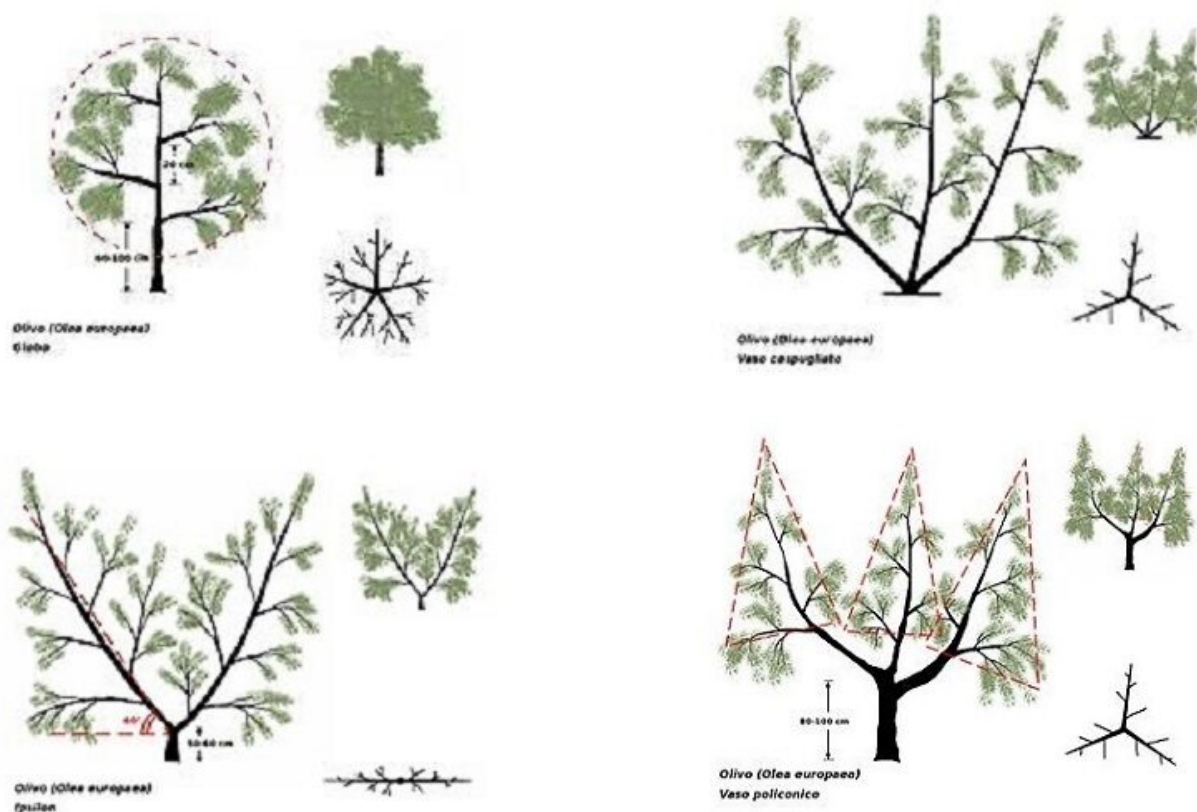 20 cm
60-100 cm
Olivo (Olea europaea)
Globo
Olivo (Olea europaea)
Vaso cespugliato
50-60 cm
Olivo (Olea europaea)
Ipsilon
80-100 cm
Olivo (Olea europaea)
Vaso policonico